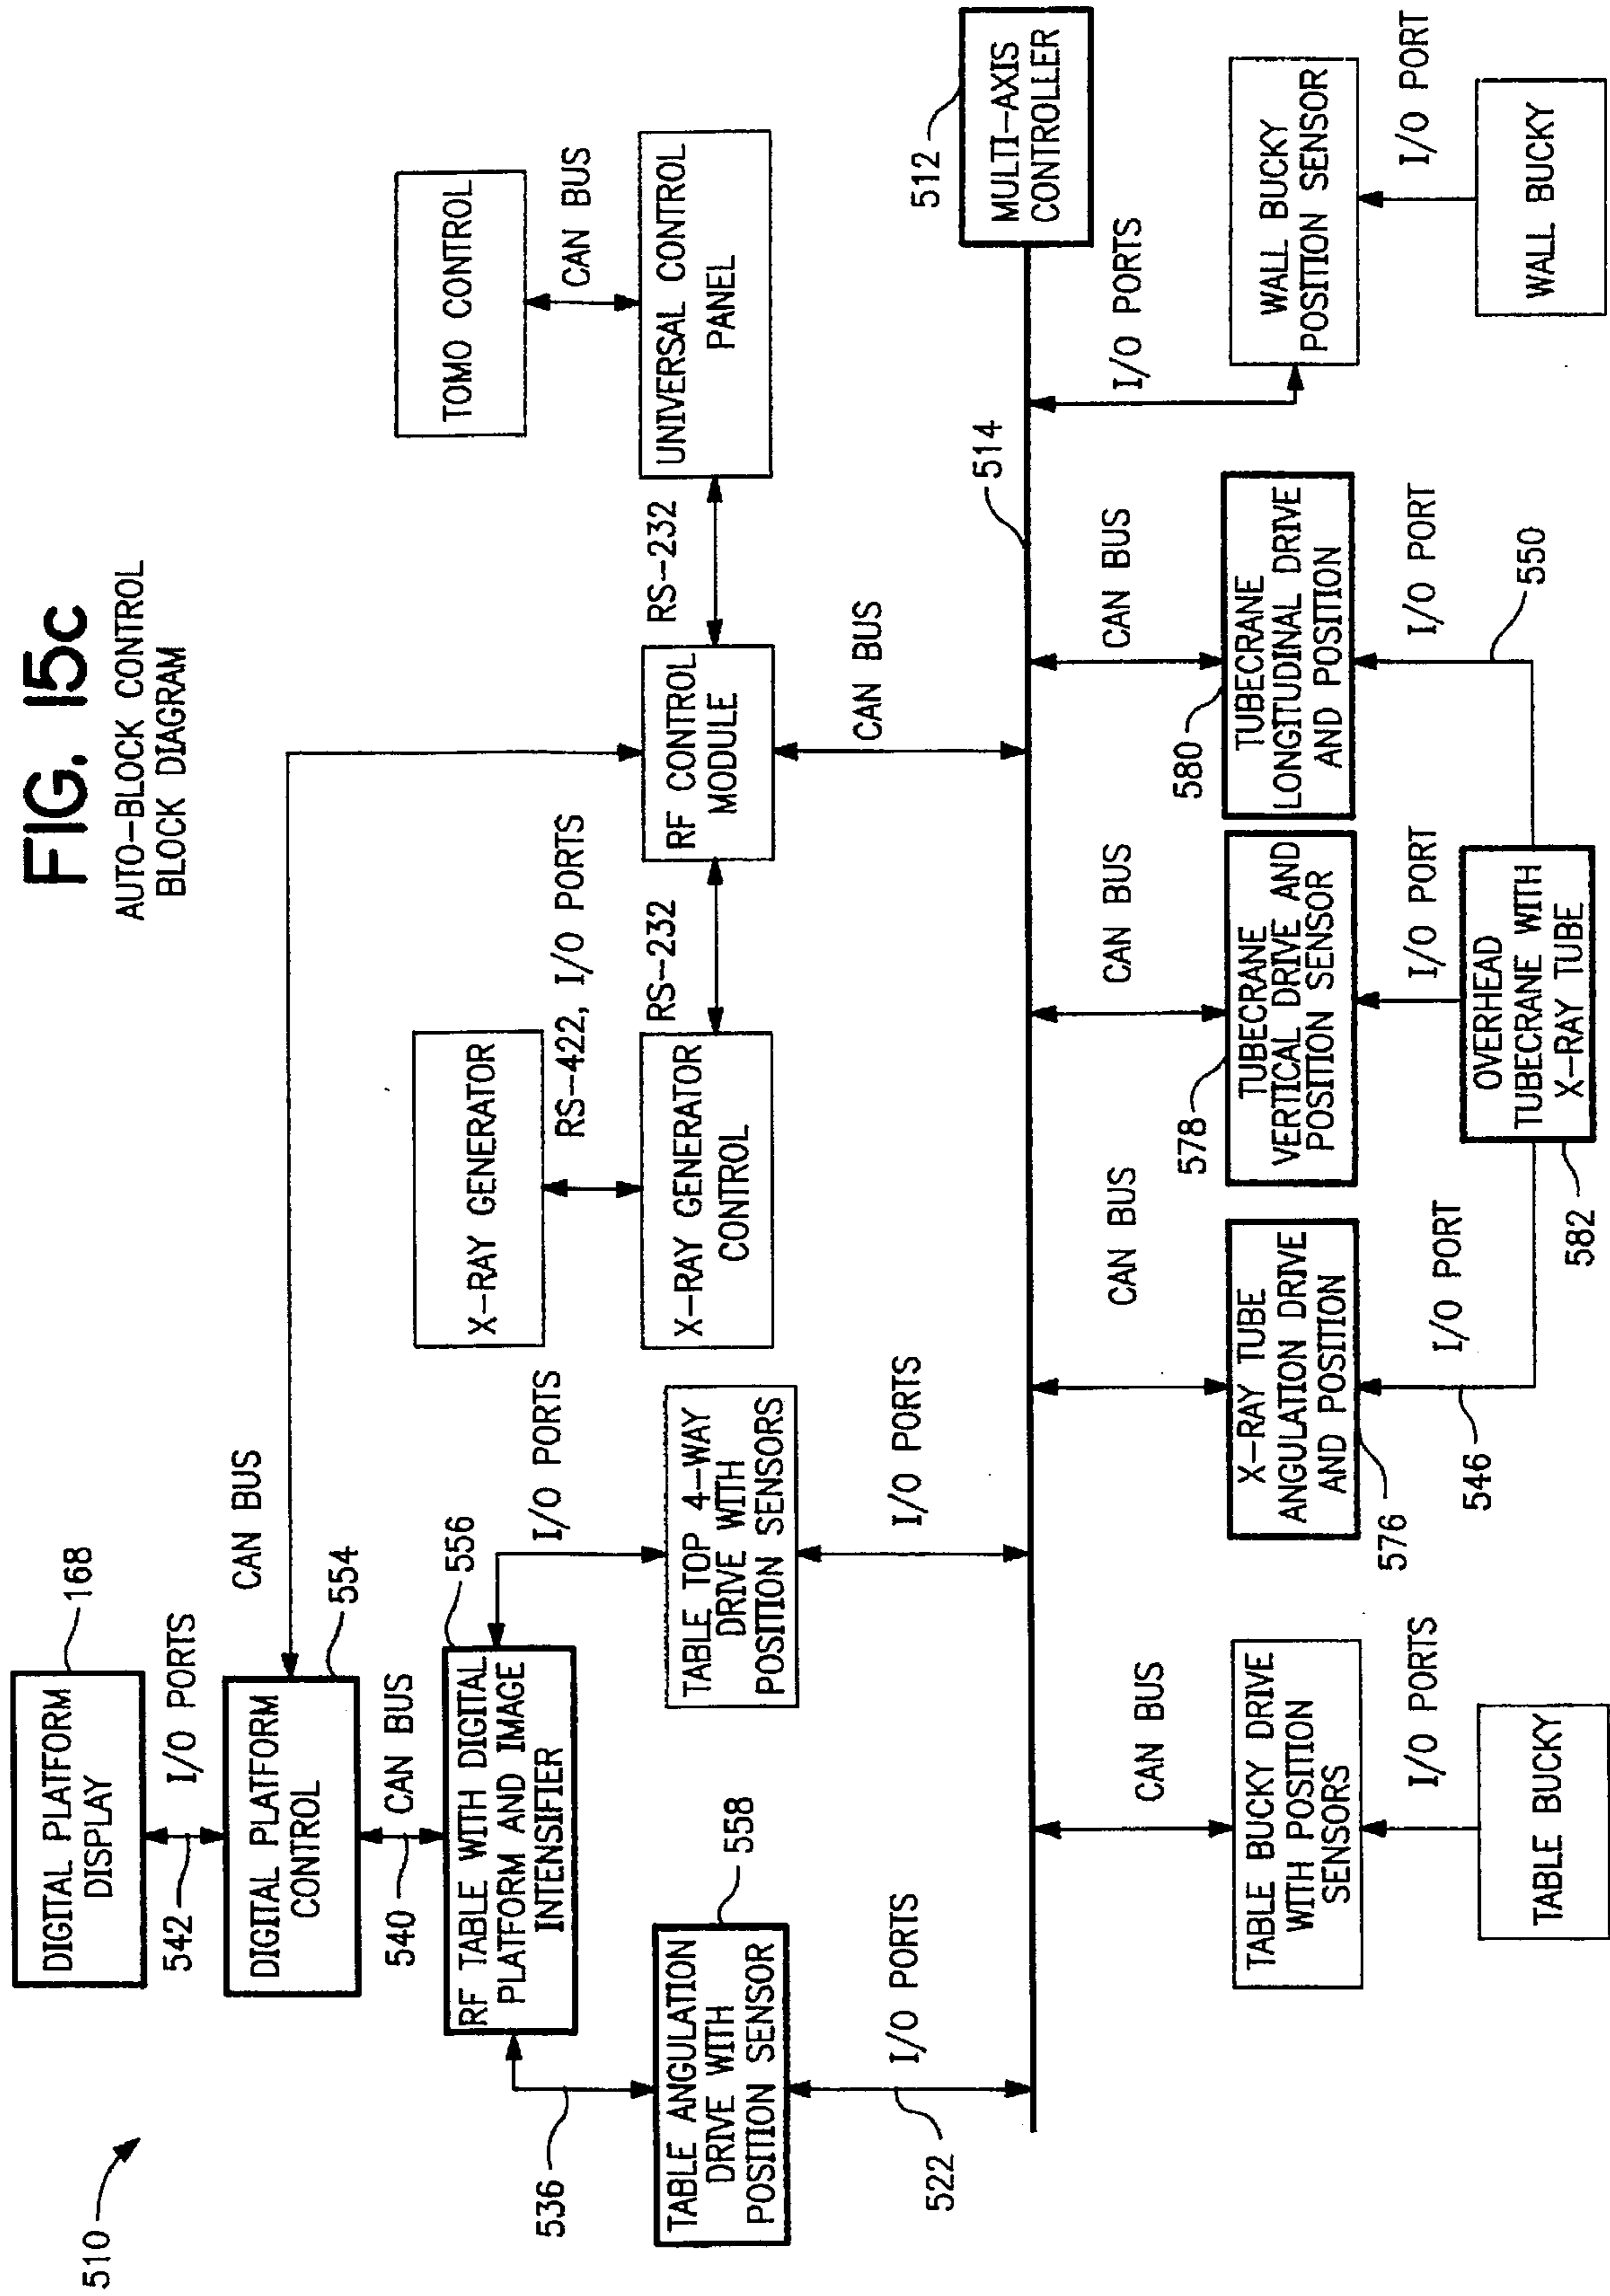 FIG. 15c
AUTO-BLOCK CONTROL
BLOCK DIAGRAM
510
DIGITAL PLATFORM
DISPLAY
168
542
I/O PORTS
DIGITAL PLATFORM
CONTROL
554
CAN BUS
540
CAN BUS
RF TABLE WITH DIGITAL
PLATFORM AND IMAGE
INTENSIFIER
556
536
I/O PORTS
TABLE ANGULATION
DRIVE WITH
POSITION SENSOR
558
TABLE TOP 4-WAY
DRIVE WITH
POSITION SENSORS
522
I/O PORTS
I/O PORTS
X-RAY GENERATOR
RS-422, I/O PORTS
X-RAY GENERATOR
CONTROL
RS-232
RF CONTROL
MODULE
RS-232
TOMO CONTROL
CAN BUS
UNIVERSAL CONTROL
PANEL
CAN BUS
512
MULTI-AXIS
CONTROLLER
514
CAN BUS
TABLE BUCKY DRIVE
WITH POSITION
SENSORS
I/O PORTS
TABLE BUCKY
CAN BUS
X-RAY TUBE
ANGULATION DRIVE
AND POSITION
576
546
I/O PORT
CAN BUS
578
TUBECRANE
VERTICAL DRIVE AND
POSITION SENSOR
I/O PORT
CAN BUS
580
TUBECRANE
LONGITUDINAL DRIVE
AND POSITION
I/O PORT
550
OVERHEAD
TUBECRANE WITH
X-RAY TUBE
582
I/O PORTS
WALL BUCKY
POSITION SENSOR
I/O PORT
WALL BUCKY